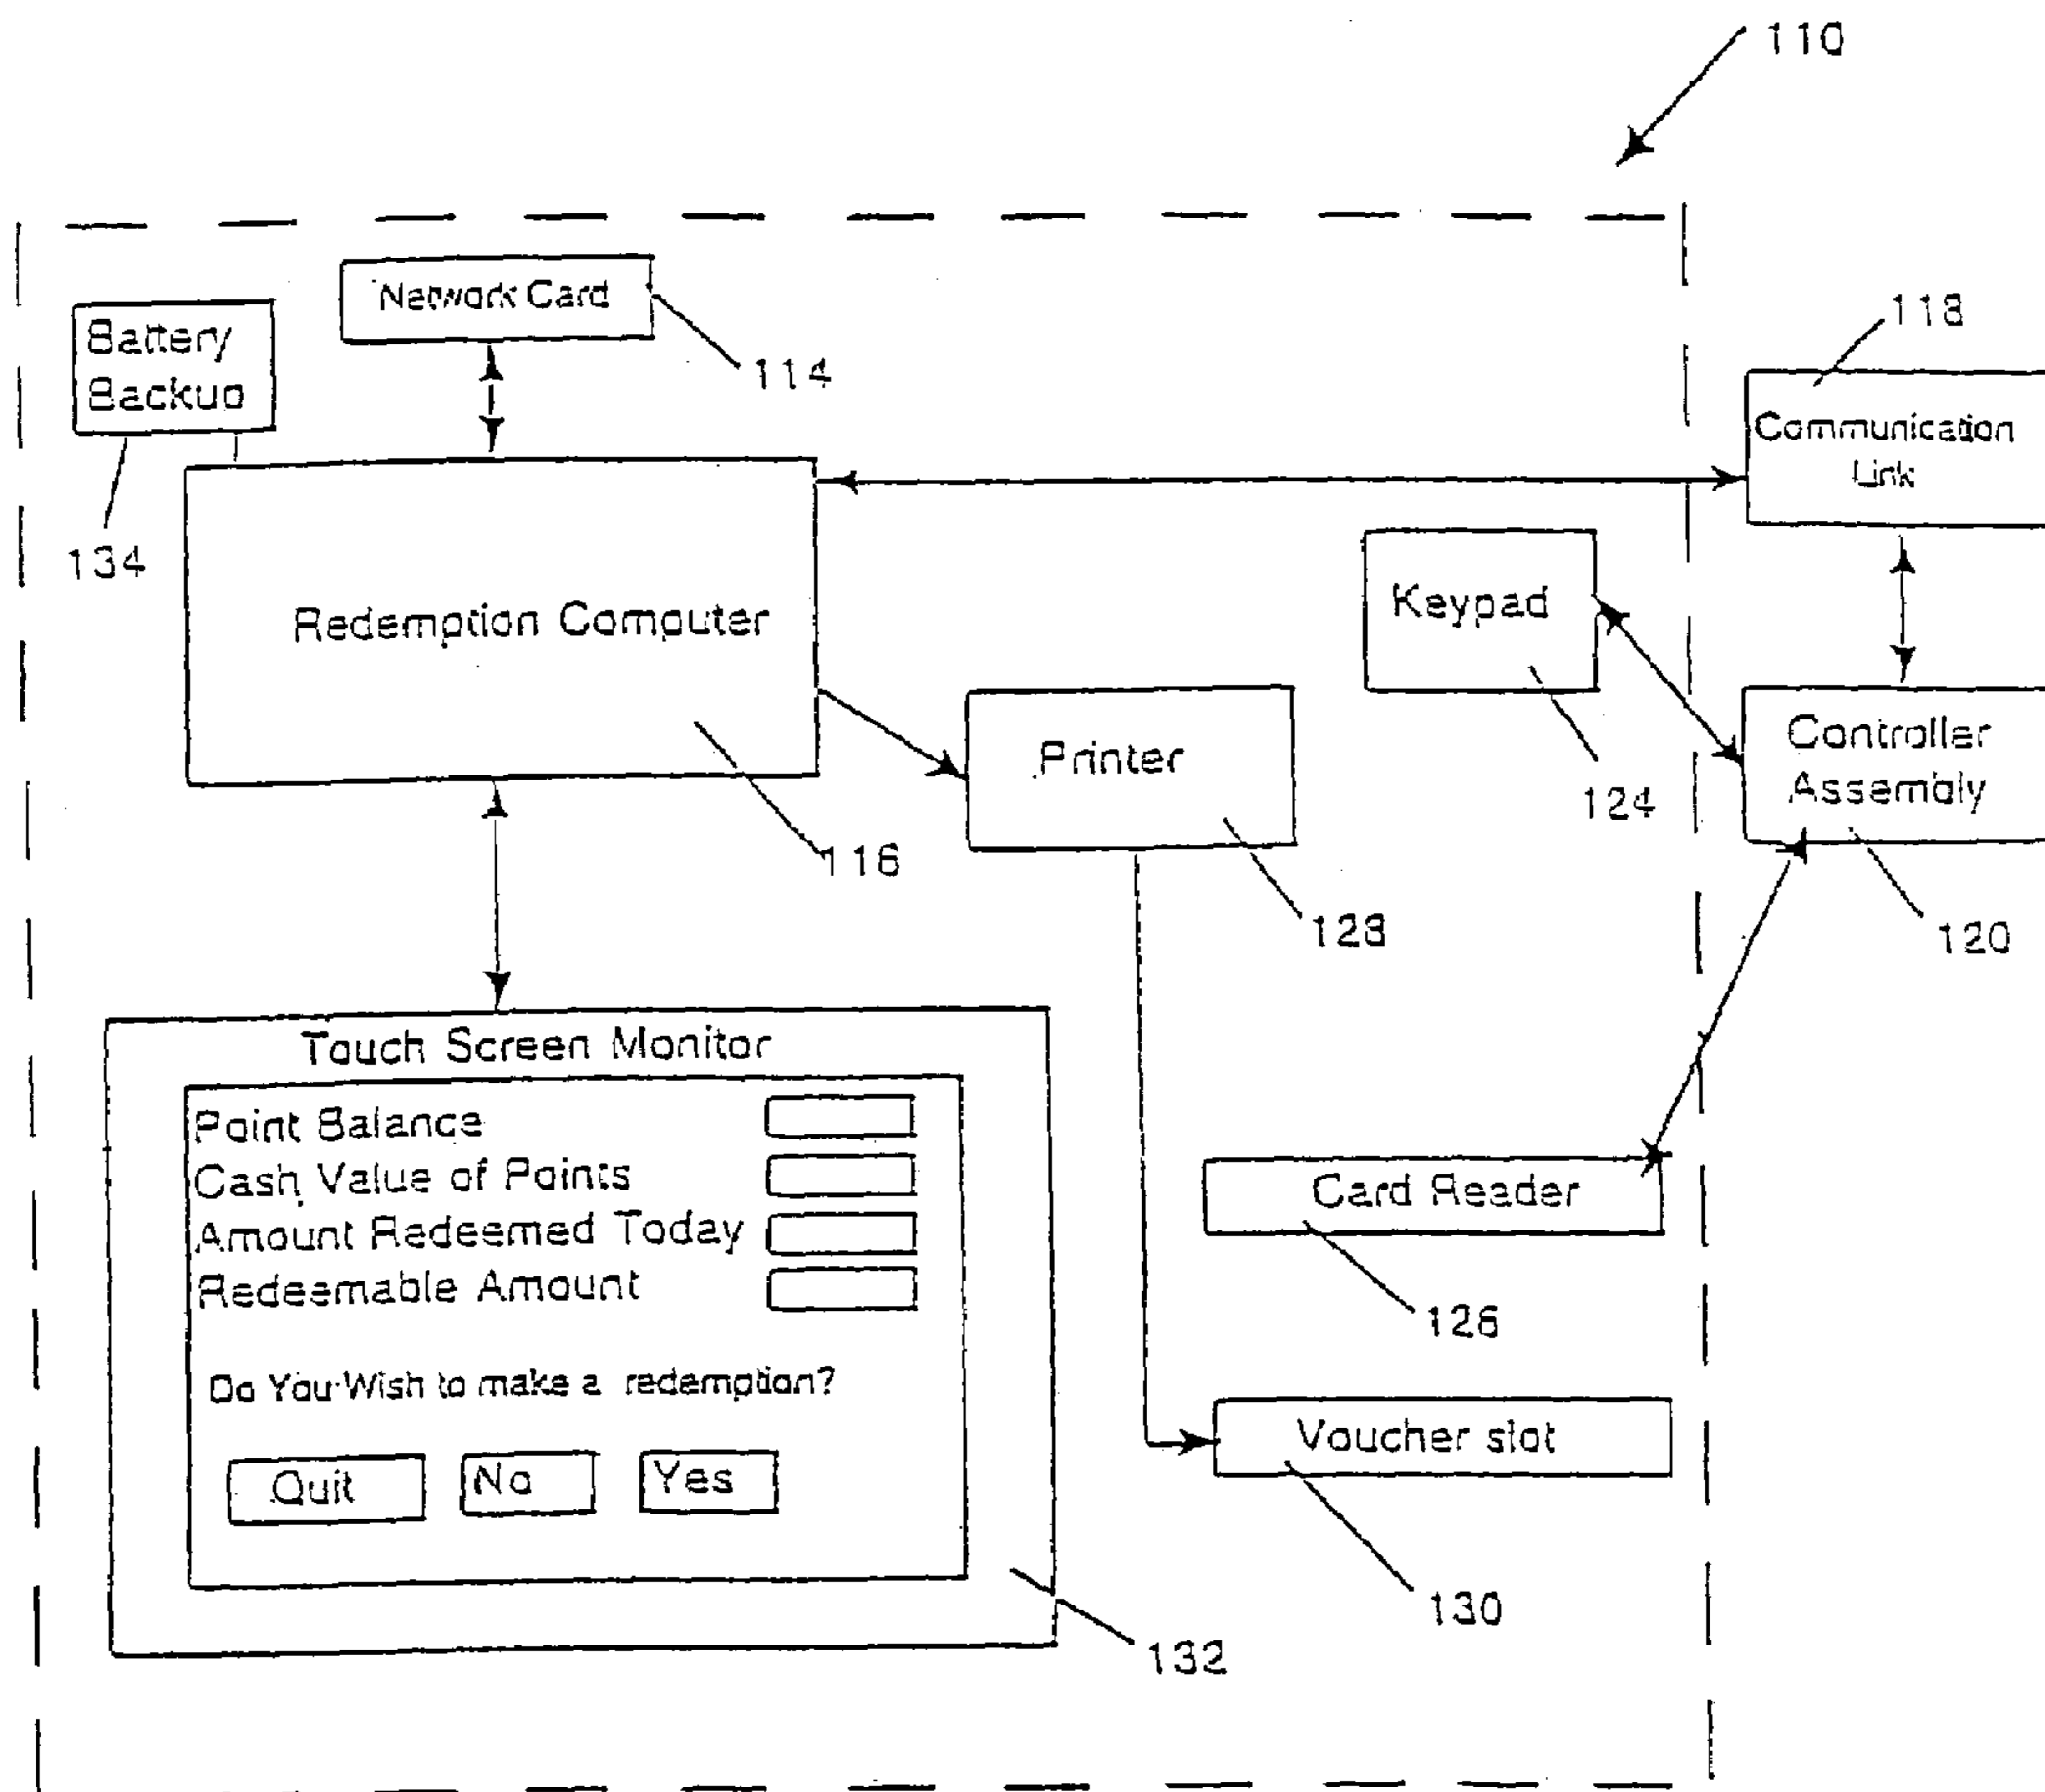 110
Network Card
Battery
Backup
114
118
Communication
Link
134
Redemption Computer
Keypad
Printer
Controller
Assembly
124
116
128
120
Touch Screen Monitor
Point Balance
Cash Value of Points
Amount Redeemed Today
Redeemable Amount
Card Reader
126
Do You Wish to make a redemption?
Voucher slot
Quit
No
Yes
130
132